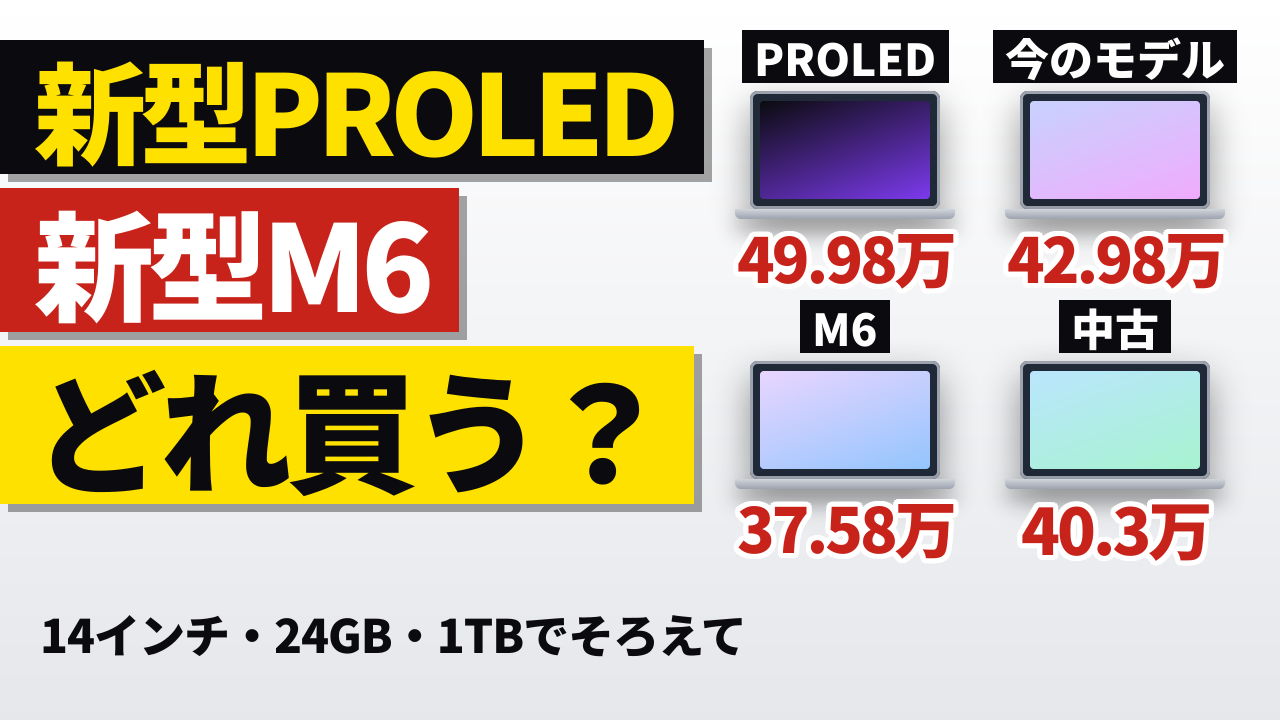 新型PROLED
新型M6
どれ買う？
14インチ・24GB・1TBでそろえて
PROLED
49.98万
今のモデル
42.98万
M6
37.58万
中古
40.3万